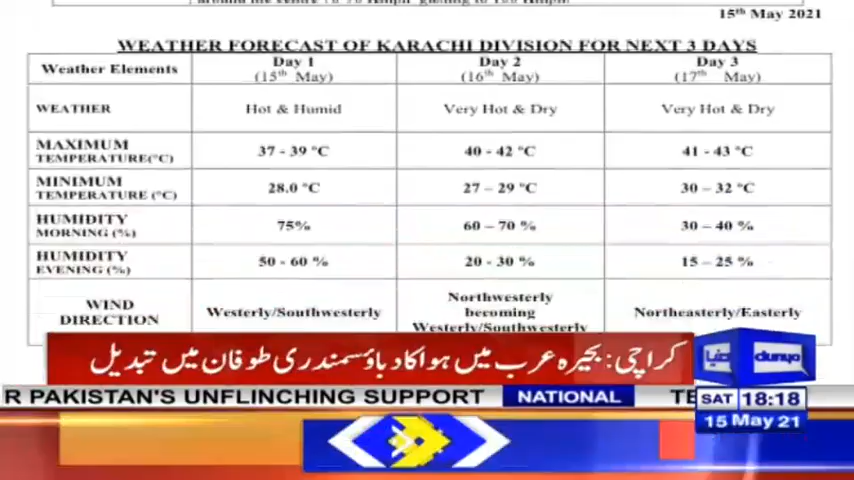 15th May 2021
WEATHER FORECAST OF KARACHI DIVISION FOR NEXT 3 DAYS
Weather Elements
Day 1
(15th May)
Day 2
(16th May)
Day 3
(17th May)
WEATHER
Hot & Humid
Very Hot & Dry
Very Hot & Dry
MAXIMUM
TEMPERATURE(°C)
37 - 39 °C
40 - 42 °C
41 - 43 °C
MINIMUM
TEMPERATURE (°C)
28.0 °C
27 – 29 °C
30 – 32 °C
HUMIDITY
MORNING (%)
75%
60 – 70 %
30 – 40 %
HUMIDITY
EVENING (%)
50 - 60 %
20 - 30 %
15 – 25 %
WIND
DIRECTION
Westerly/Southwesterly
Northwesterly
becoming
Westerly/Southwesterly
Northeasterly/Easterly
کراچی: بحیرہ عرب میں ہوا کا دباؤ سمندری طوفان میں تبدیل
دنیا dunya
R PAKISTAN'S UNFLINCHING SUPPORT NATIONAL TE
SAT 18:18
15 May 21